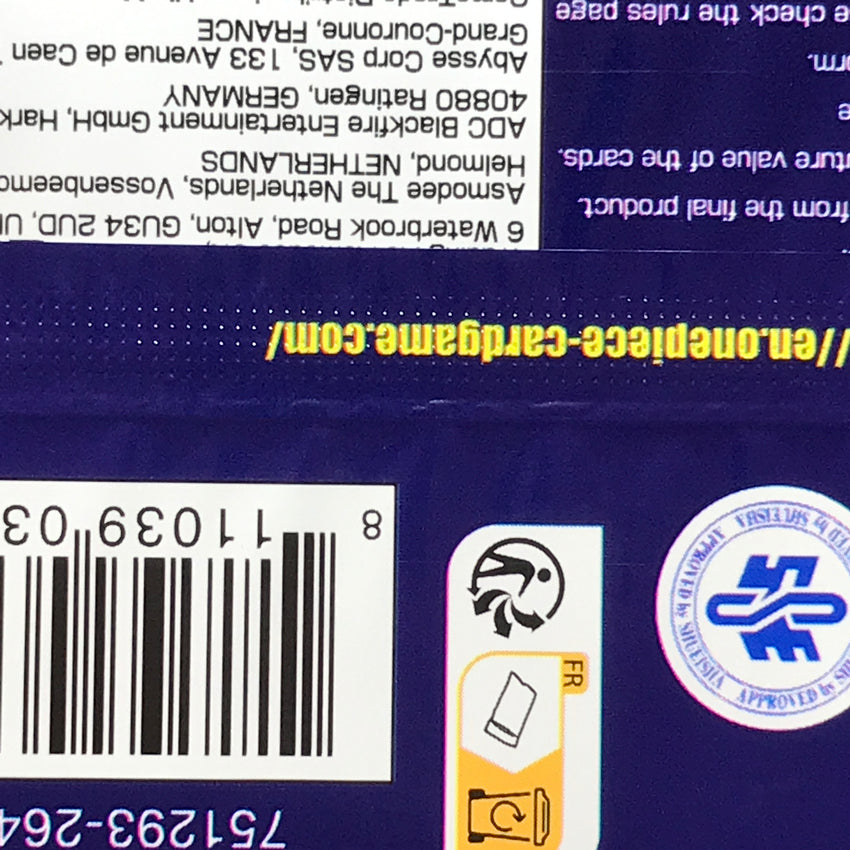 751293-264
FR
8 11039 03
APPROVED by SHUEISHA
//en.onepiece-cardgame.com/
from the final product.
value of the cards.
check the rules page
6 Waterbrook Road, Alton, GU34 2UD,
Asmodee The Netherlands,
Helmond, NETHERLANDS
ADC Blackfire Entertainment GmbH,
40880 Ratingen, GERMANY
Abysse Corp SAS, 133 Avenue de Caen
Grand-Couronne, FRANCE